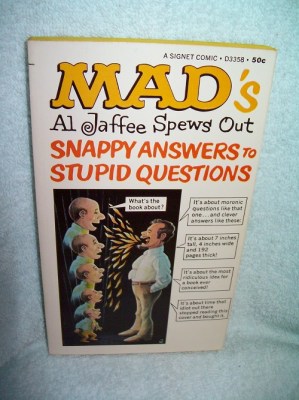 A SIGNET COMIC • D3358 • 50c
MAD's
Al Jaffee Spews Out
SNAPPY ANSWERS TO
STUPID QUESTIONS
What's the
book about?
It's about moronic
questions like that
one...and clever
answers like these!
It's about 7 inches
tall, 4 inches wide
and 192
pages thick!
It's about the most
ridiculous idea for
a book ever
conceived!
It's about time that
idiot out there
stopped reading this
cover and bought it.